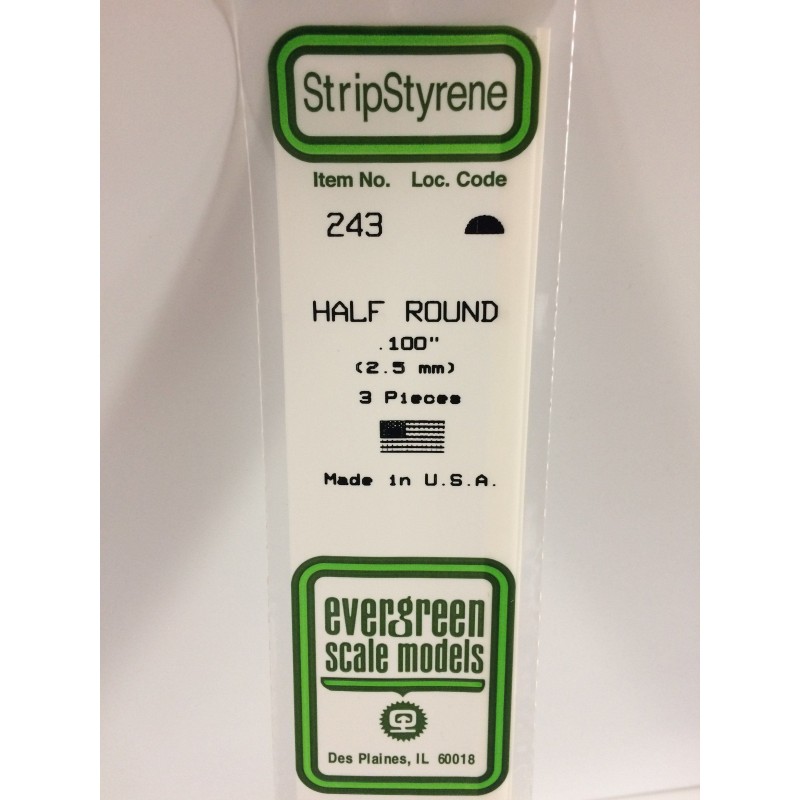 StripStyrene
Item No. Loc. Code
243
HALF ROUND
.100"
(2.5 mm)
3 Pieces
Made in U.S.A.
evergreen
scale models
Des Plaines, IL 60018